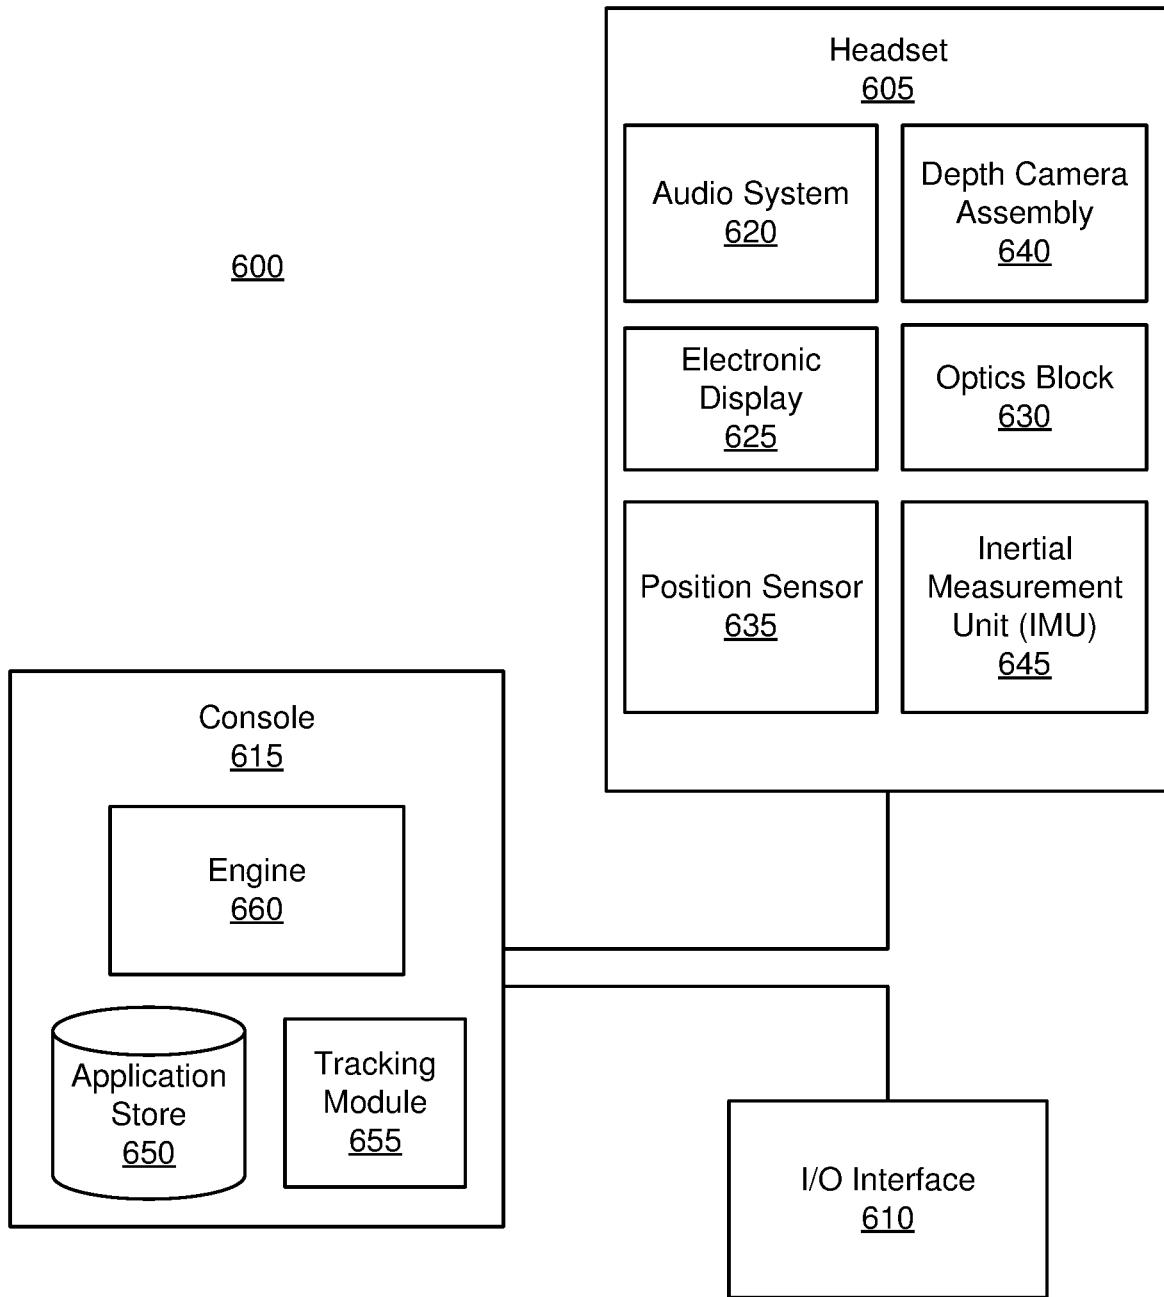 Headset
605
Audio System
620
Depth Camera
Assembly
640
600
Electronic
Display
625
Optics Block
630
Position Sensor
635
Inertial
Measurement
Unit (IMU)
645
Console
615
Engine
660
Application
Store
650
Tracking
Module
655
I/O Interface
610